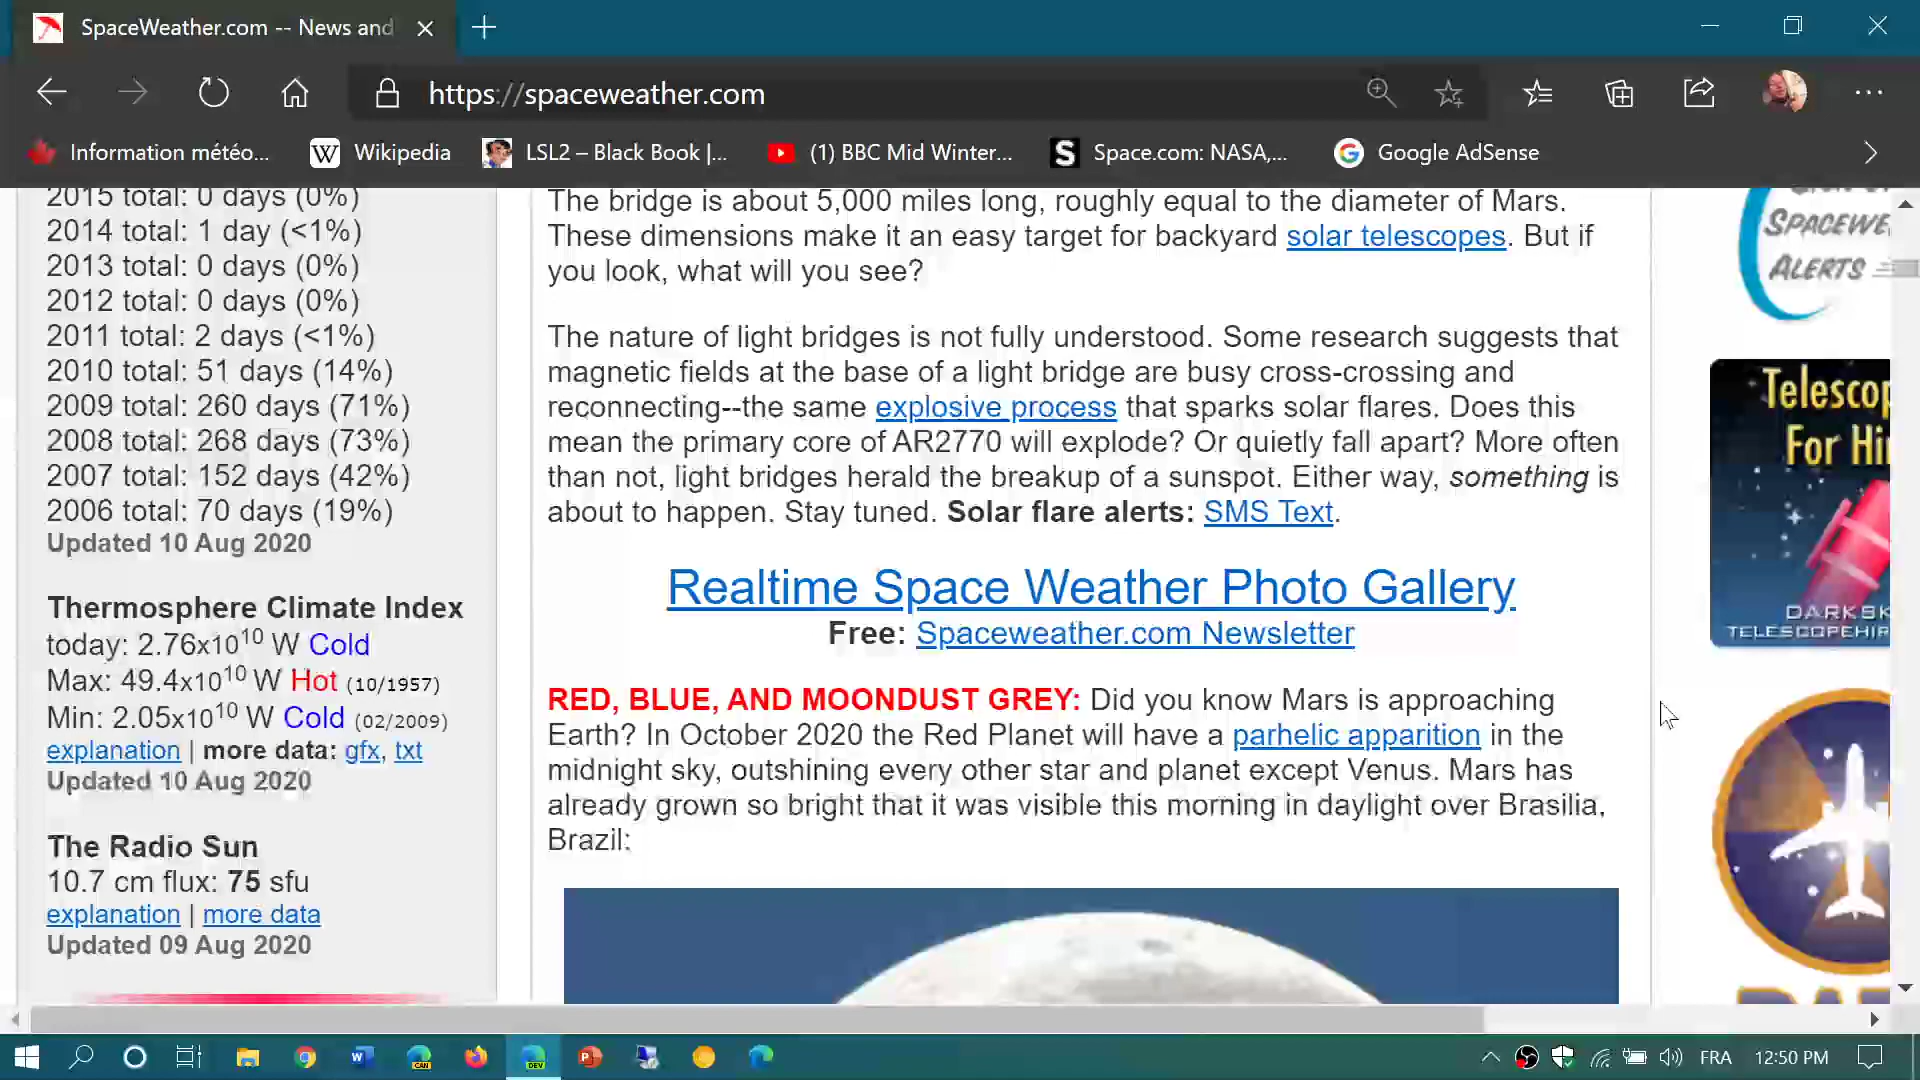 SpaceWeather.com -- News and
https://spaceweather.com
Information météo...
Wikipedia
LSL2 – Black Book |...
(1) BBC Mid Winter...
Space.com: NASA,...
Google AdSense
2015 total: 0 days (0%)
2014 total: 1 day (<1%)
2013 total: 0 days (0%)
2012 total: 0 days (0%)
2011 total: 2 days (<1%)
2010 total: 51 days (14%)
2009 total: 260 days (71%)
2008 total: 268 days (73%)
2007 total: 152 days (42%)
2006 total: 70 days (19%)
Updated 10 Aug 2020
Thermosphere Climate Index
today: 2.76x10¹⁰ W Cold
Max: 49.4x10¹⁰ W Hot (10/1957)
Min: 2.05x10¹⁰ W Cold (02/2009)
explanation | more data: gfx, txt
Updated 10 Aug 2020
The Radio Sun
10.7 cm flux: 75 sfu
explanation | more data
Updated 09 Aug 2020
The bridge is about 5,000 miles long, roughly equal to the diameter of Mars.
These dimensions make it an easy target for backyard solar telescopes. But if
you look, what will you see?
The nature of light bridges is not fully understood. Some research suggests that
magnetic fields at the base of a light bridge are busy cross-crossing and
reconnecting--the same explosive process that sparks solar flares. Does this
mean the primary core of AR2770 will explode? Or quietly fall apart? More often
than not, light bridges herald the breakup of a sunspot. Either way, something is
about to happen. Stay tuned. Solar flare alerts: SMS Text.
Realtime Space Weather Photo Gallery
Free: Spaceweather.com Newsletter
RED, BLUE, AND MOONDUST GREY: Did you know Mars is approaching
Earth? In October 2020 the Red Planet will have a parhelic apparition in the
midnight sky, outshining every other star and planet except Venus. Mars has
already grown so bright that it was visible this morning in daylight over Brasilia,
Brazil:
SPACEWE
ALERTS
Telescop
For Hi
DARKSK
TELESCOPEHIR
CAN
DEV
FRA
12:50 PM